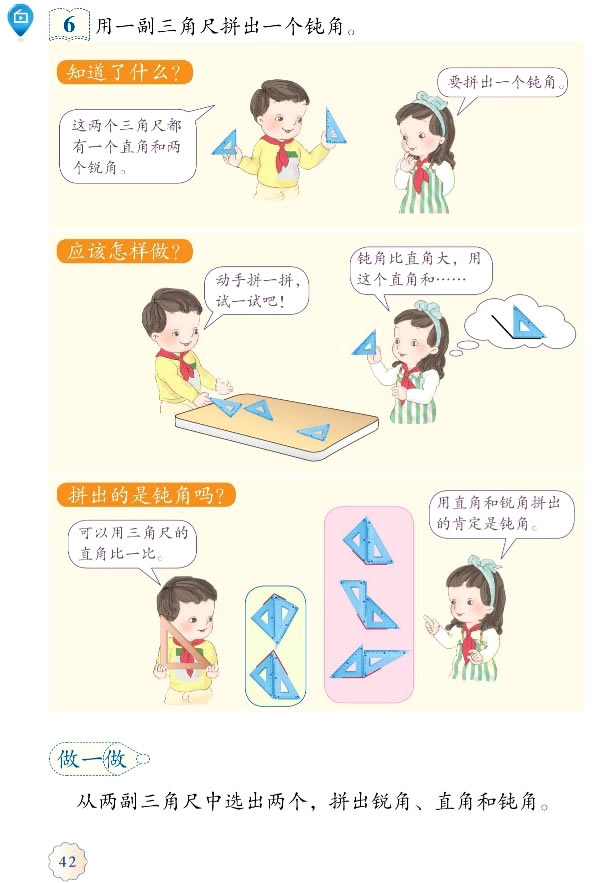 6 用一副三角尺拼出一个钝角。
知道了什么？
这两个三角尺都
有一个直角和两
个锐角。
要拼出一个钝角。
应该怎样做？
动手拼一拼，
试一试吧！
钝角比直角大，用
这个直角和……
拼出的是钝角吗？
可以用三角尺的
直角比一比。
用直角和锐角拼出
的肯定是钝角。
做一做
从两副三角尺中选出两个，拼出锐角、直角和钝角。
42